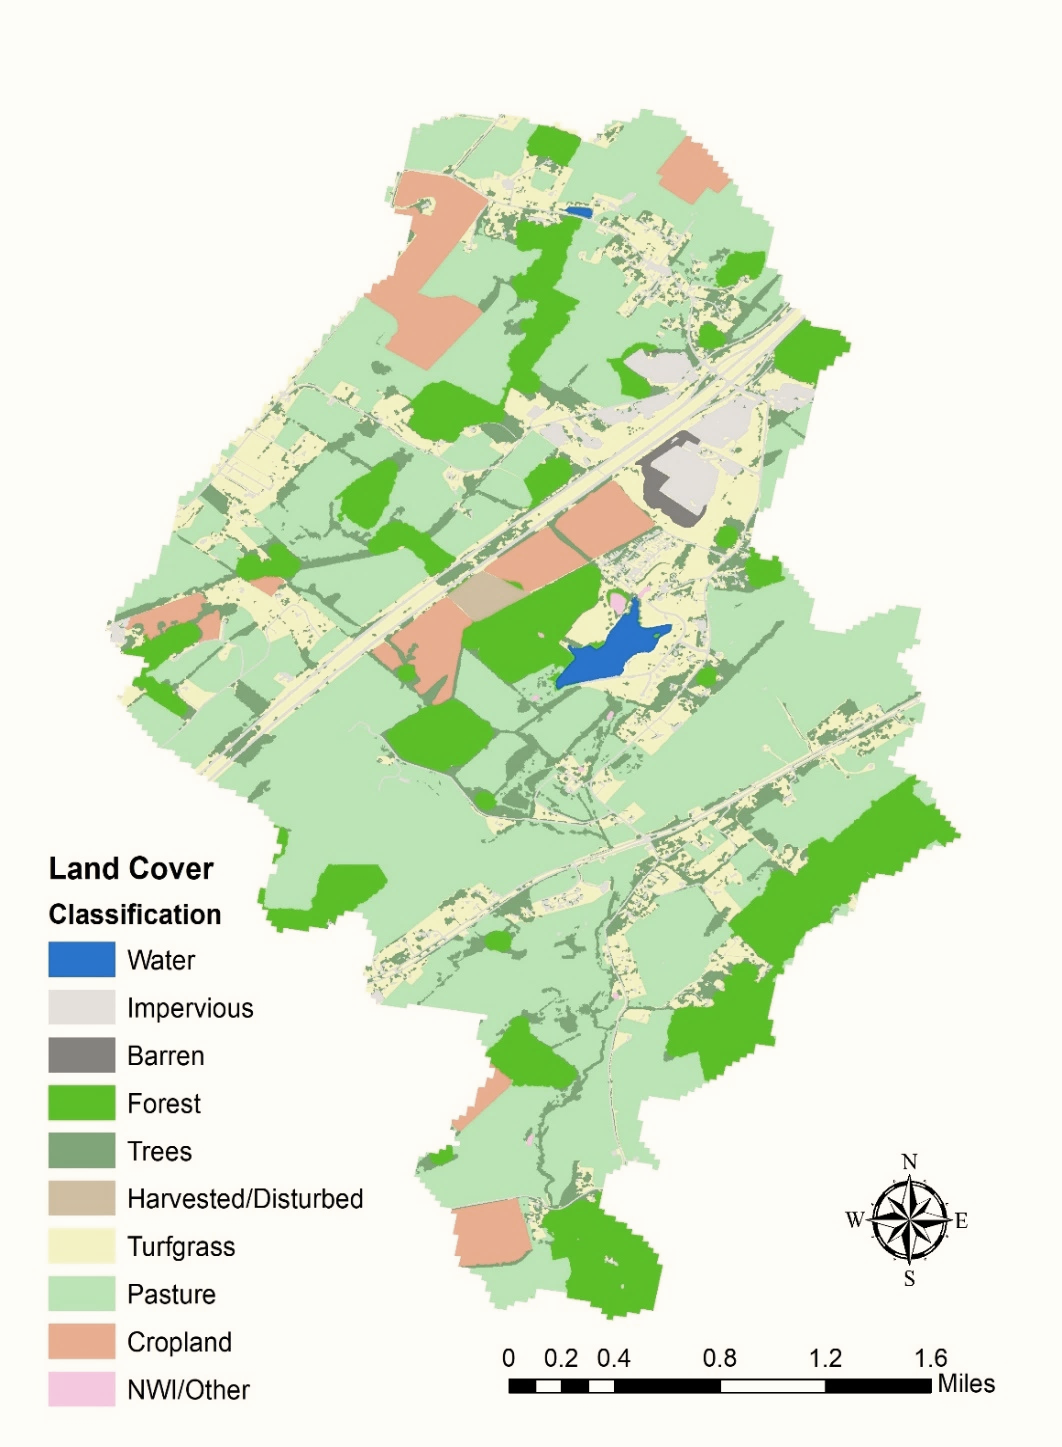 Land Cover
Classification
Water
Impervious
Barren
Forest
Trees
Harvested/Disturbed
Turfgrass
Pasture
Cropland
NWI/Other
N
W E
S
0 0.2 0.4 0.8 1.2 1.6
Miles